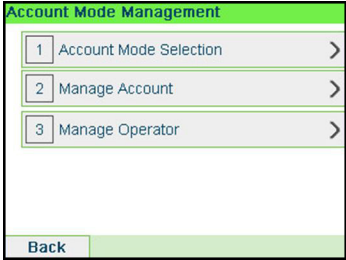 Account Mode Management
1 Account Mode Selection
2 Manage Account
3 Manage Operator
Back